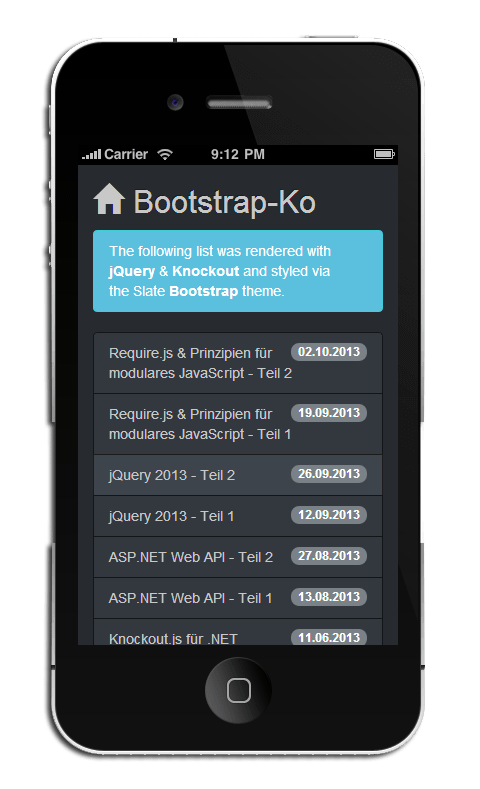 Carrier 9:12 PM
Bootstrap-Ko
The following list was rendered with
jQuery & Knockout and styled via
the Slate Bootstrap theme.
Require.js & Prinzipien für 02.10.2013
modulares JavaScript - Teil 2
Require.js & Prinzipien für 19.09.2013
modulares JavaScript - Teil 1
jQuery 2013 - Teil 2 26.09.2013
jQuery 2013 - Teil 1 12.09.2013
ASP.NET Web API - Teil 2 27.08.2013
ASP.NET Web API - Teil 1 13.08.2013
Knockout.js für .NET 11.06.2013